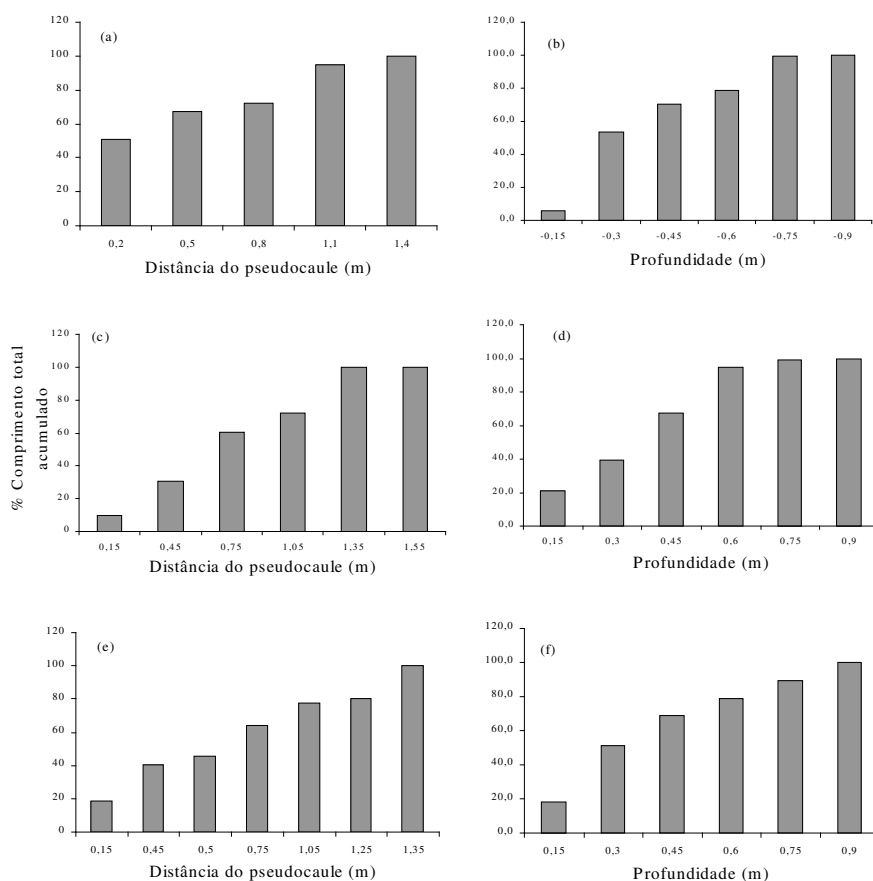 (a)
120
100
80
60
40
20
0
0,2 0,5 0,8 1,1 1,4
Distância do pseudocaule (m)
(b)
120,0
100,0
80,0
60,0
40,0
20,0
0,0
-0,15 -0,3 -0,45 -0,6 -0,75 -0,9
Profundidade (m)
% Comprimento total
acumulado
(c)
120
100
80
60
40
20
0
0,15 0,45 0,75 1,05 1,35 1,55
Distância do pseudocaule (m)
(d)
120,0
100,0
80,0
60,0
40,0
20,0
0,0
0,15 0,3 0,45 0,6 0,75 0,9
Profundidade (m)
(e)
120
100
80
60
40
20
0
0,15 0,45 0,5 0,75 1,05 1,25 1,35
Distância do pseudocaule (m)
(f)
120,0
100,0
80,0
60,0
40,0
20,0
0,0
0,15 0,3 0,45 0,6 0,75 0,9
Profundidade (m)